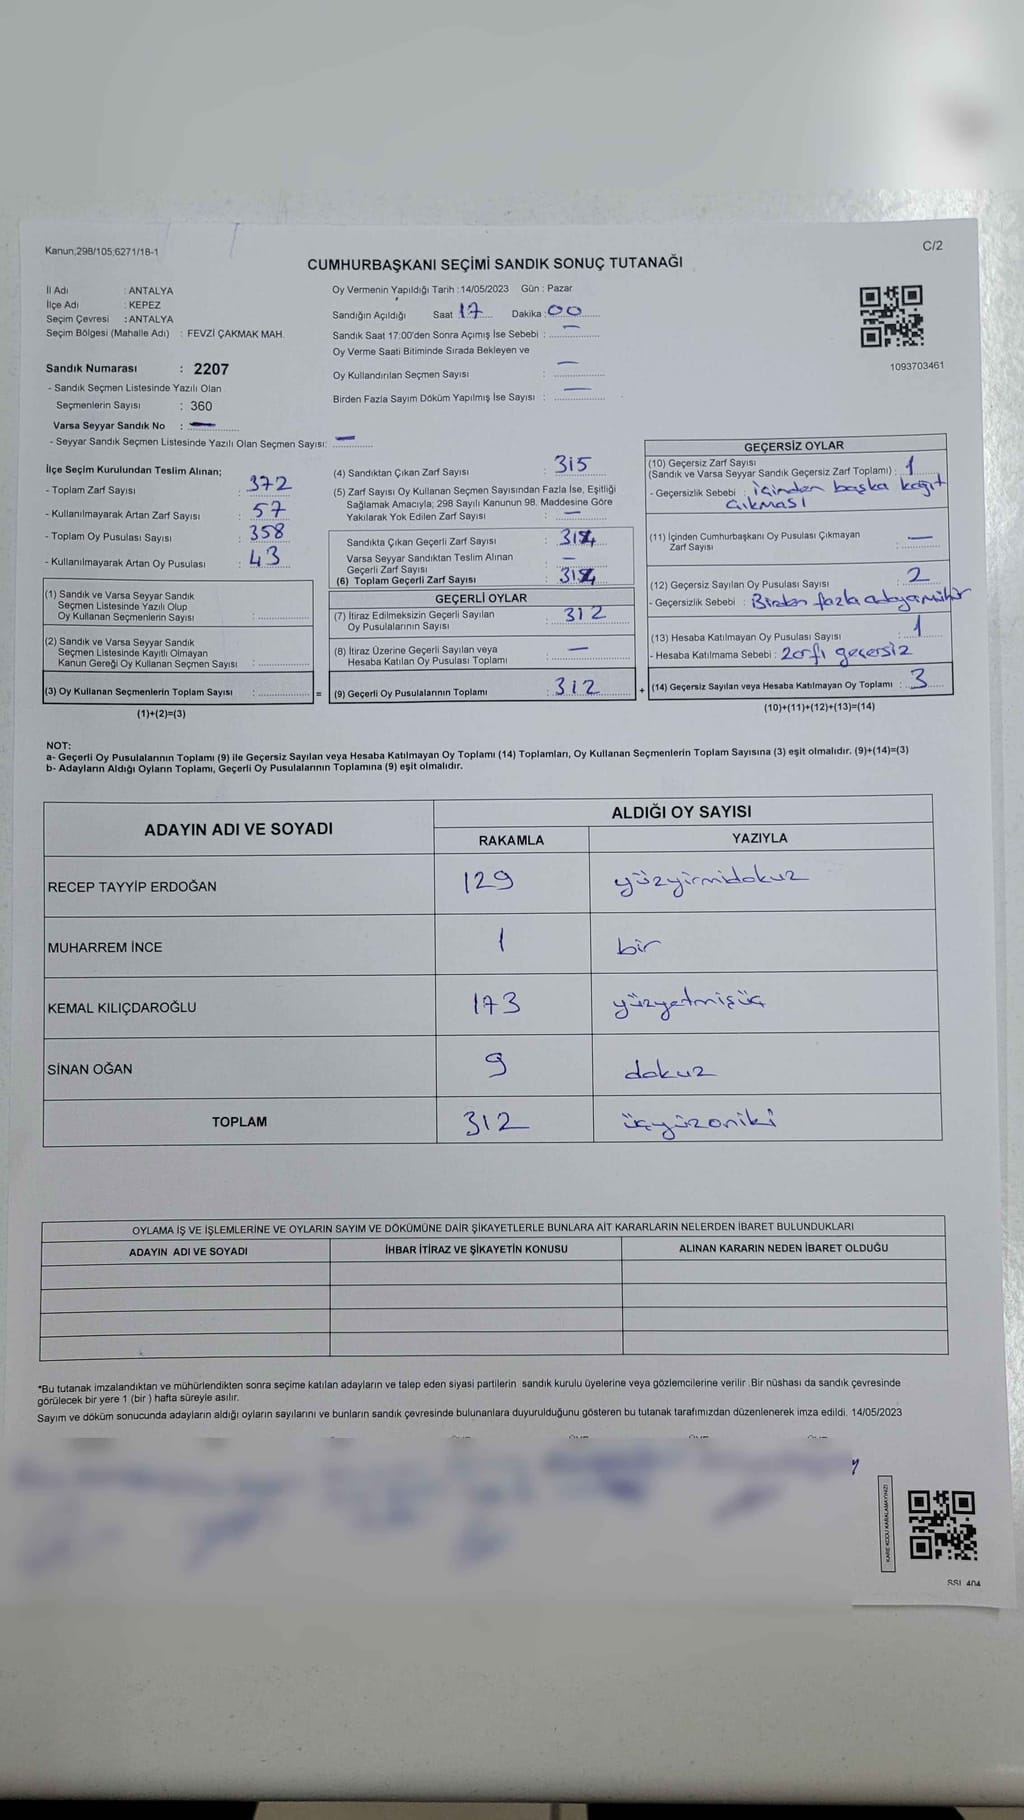 Kanun;298/105;6271/18-1
C/2
CUMHURBAŞKANI SEÇİMİ SANDIK SONUÇ TUTANAĞI
İl Adı : ANTALYA
İlçe Adı : KEPEZ
Seçim Çevresi : ANTALYA
Seçim Bölgesi (Mahalle Adı) : FEVZİ ÇAKMAK MAH.
Sandık Numarası : 2207
- Sandık Seçmen Listesinde Yazılı Olan
Seçmenlerin Sayısı : 360
Varsa Seyyar Sandık No : —
- Seyyar Sandık Seçmen Listesinde Yazılı Olan Seçmen Sayısı: —
Oy Vermenin Yapıldığı Tarih : 14/05/2023 Gün : Pazar
Sandığın Açıldığı Saat 17 Dakika : 00
Sandık Saat 17:00'den Sonra Açımış İse Sebebi : —
Oy Verme Saati Bitiminde Sırada Bekleyen ve
Oy Kullandırılan Seçmen Sayısı : —
Birden Fazla Sayım Döküm Yapılmış İse Sayısı : —
1093703461
İlçe Seçim Kurulundan Teslim Alınan;
- Toplam Zarf Sayısı : 372
- Kullanılmayarak Artan Zarf Sayısı : 57
- Toplam Oy Pusulası Sayısı : 358
- Kullanılmayarak Artan Oy Pusulası : 43
(1) Sandık ve Varsa Seyyar Sandık
Seçmen Listesinde Yazılı Olup
Oy Kullanan Seçmenlerin Sayısı :
(2) Sandık ve Varsa Seyyar Sandık
Seçmen Listesinde Kayıtlı Olmayan
Kanun Gereği Oy Kullanan Seçmen Sayısı :
(3) Oy Kullanan Seçmenlerin Toplam Sayısı : =
(1)+(2)=(3)
(4) Sandıktan Çıkan Zarf Sayısı : 315
(5) Zarf Sayısı Oy Kullanan Seçmen Sayısından Fazla İse, Eşitliği
Sağlamak Amacıyla; 298 Sayılı Kanunun 98. Maddesine Göre
Yakılarak Yok Edilen Zarf Sayısı : —
Sandıkta Çıkan Geçerli Zarf Sayısı : 314
Varsa Seyyar Sandıktan Teslim Alınan
Geçerli Zarf Sayısı : —
(6) Toplam Geçerli Zarf Sayısı : 314
GEÇERLİ OYLAR
(7) İtiraz Edilmeksizin Geçerli Sayılan
Oy Pusulalarının Sayısı : 312
(8) İtiraz Üzerine Geçerli Sayılan veya
Hesaba Katılan Oy Pusulası Toplamı : —
(9) Geçerli Oy Pusulalarının Toplamı : 312 +
GEÇERSİZ OYLAR
(10) Geçersiz Zarf Sayısı
(Sandık ve Varsa Seyyar Sandık Geçersiz Zarf Toplamı) : 1
- Geçersizlik Sebebi : içinden başka kağıt
çıkması
(11) İçinden Cumhurbaşkanı Oy Pusulası Çıkmayan
Zarf Sayısı : —
(12) Geçersiz Sayılan Oy Pusulası Sayısı : 2
- Geçersizlik Sebebi : Birden fazla adaya mühür
(13) Hesaba Katılmayan Oy Pusulası Sayısı : 1
- Hesaba Katılmama Sebebi : zarfı geçersiz
(14) Geçersiz Sayılan veya Hesaba Katılmayan Oy Toplamı : 3
(10)+(11)+(12)+(13)=(14)
NOT:
a- Geçerli Oy Pusulalarının Toplamı (9) ile Geçersiz Sayılan veya Hesaba Katılmayan Oy Toplamı (14) Toplamları, Oy Kullanan Seçmenlerin Toplam Sayısına (3) eşit olmalıdır. (9)+(14)=(3)
b- Adayların Aldığı Oyların Toplamı, Geçerli Oy Pusulalarının Toplamına (9) eşit olmalıdır.
ADAYIN ADI VE SOYADI ALDIĞI OY SAYISI
RAKAMLA YAZIYLA
RECEP TAYYİP ERDOĞAN 129 yüzyirmidokuz
MUHARREM İNCE 1 bir
KEMAL KILIÇDAROĞLU 173 yüzyetmişüç
SİNAN OĞAN 9 dokuz
TOPLAM 312 üçyüzoniki
OYLAMA İŞ VE İŞLEMLERİNE VE OYLARIN SAYIM VE DÖKÜMÜNE DAİR ŞİKAYETLERLE BUNLARA AİT KARARLARIN NELERDEN İBARET BULUNDUKLARI
ADAYIN ADI VE SOYADI İHBAR İTİRAZ VE ŞİKAYETİN KONUSU ALINAN KARARIN NEDEN İBARET OLDUĞU
*Bu tutanak imzalandıktan ve mühürlendikten sonra seçime katılan adayların ve talep eden siyasi partilerin sandık kurulu üyelerine veya gözlemcilerine verilir .Bir nüshası da sandık çevresinde
görülecek bir yere 1 (bir ) hafta süreyle asılır.
Sayım ve döküm sonucunda adayların aldığı oyların sayılarını ve bunların sandık çevresinde bulunanlara duyurulduğunu gösteren bu tutanak tarafımızdan düzenlenerek imza edildi. 14/05/2023
KARE KODU KARALAMAYINIZ!